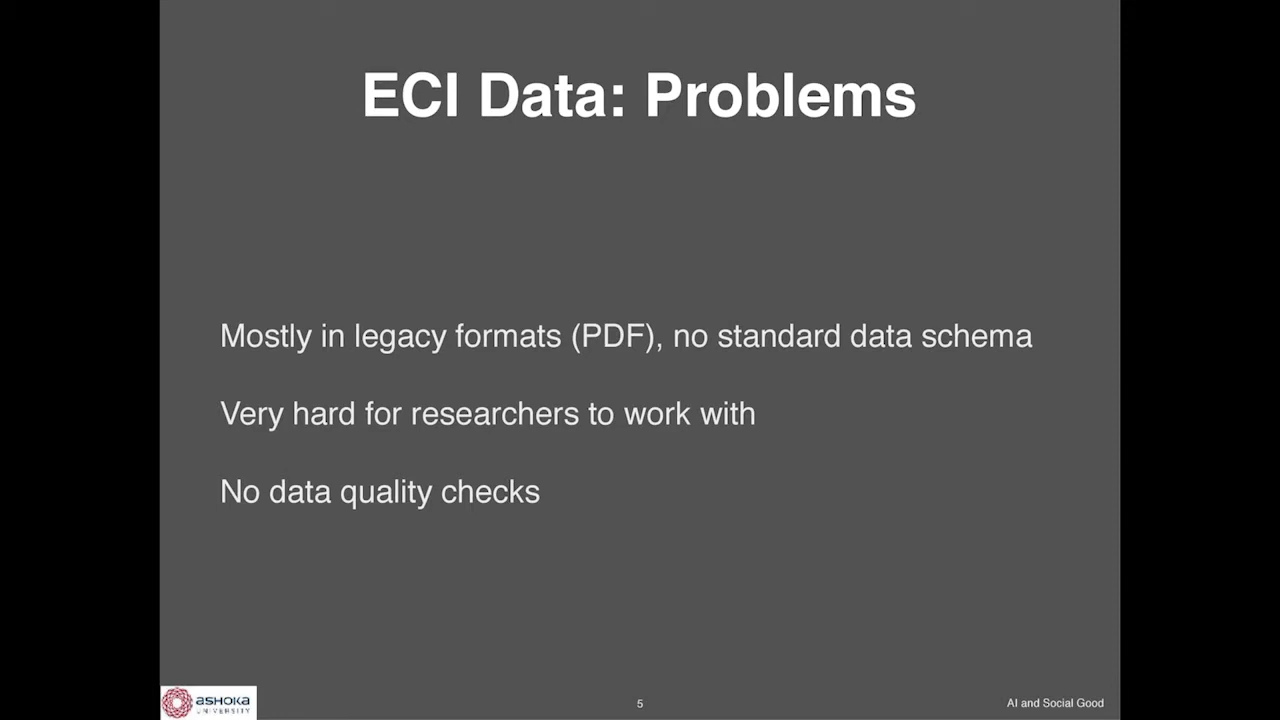 ECI Data: Problems
Mostly in legacy formats (PDF), no standard data schema
Very hard for researchers to work with
No data quality checks
ASHOKA
UNIVERSITY
5
AI and Social Good